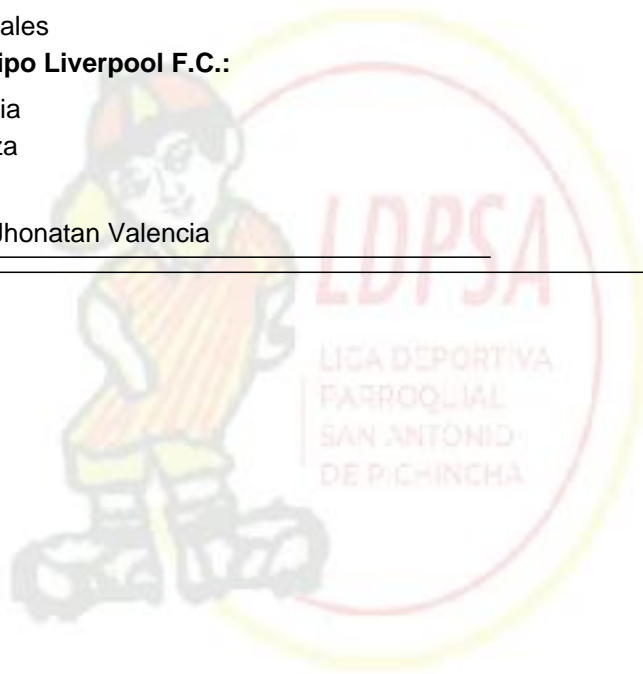 ales
ipo Liverpool F.C.:
ia
za
Jhonatan Valencia
LDPSA
LIGA DEPORTIVA
PARROQUIAL
SAN ANTONIO
DE PICHINCHA